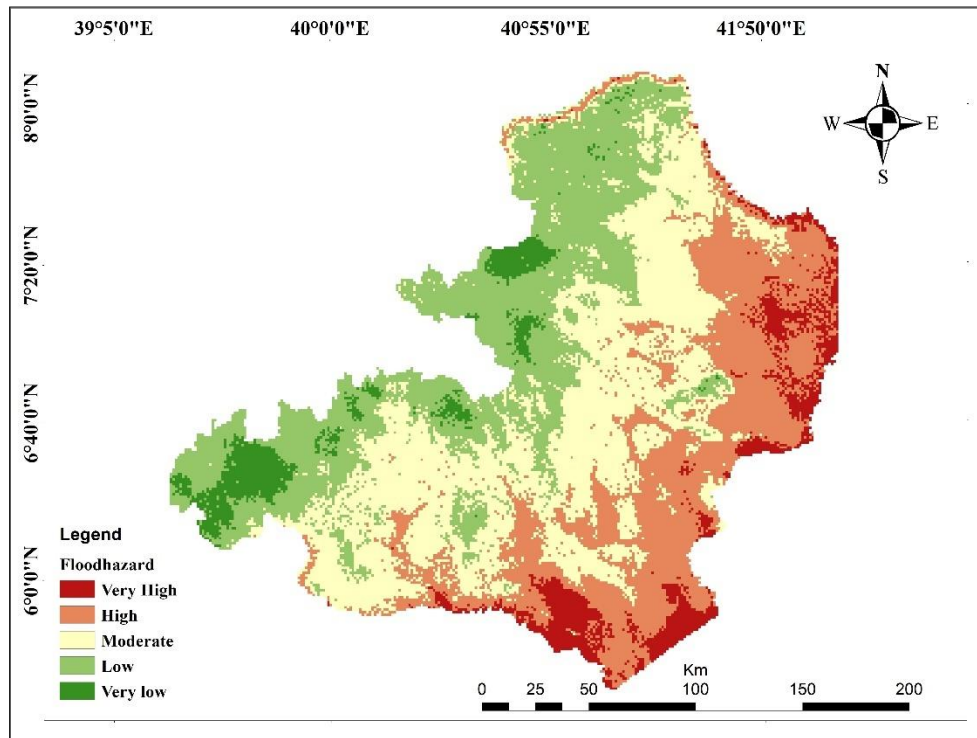 39°5'0"E 40°0'0"E 40°55'0"E 41°50'0"E
8°0'0"N
7°20'0"N
6°40'0"N
6°0'0"N
N
W E
S
Legend
Floodhazard
Very High
High
Moderate
Low
Very low
Km
0 25 50 100 150 200